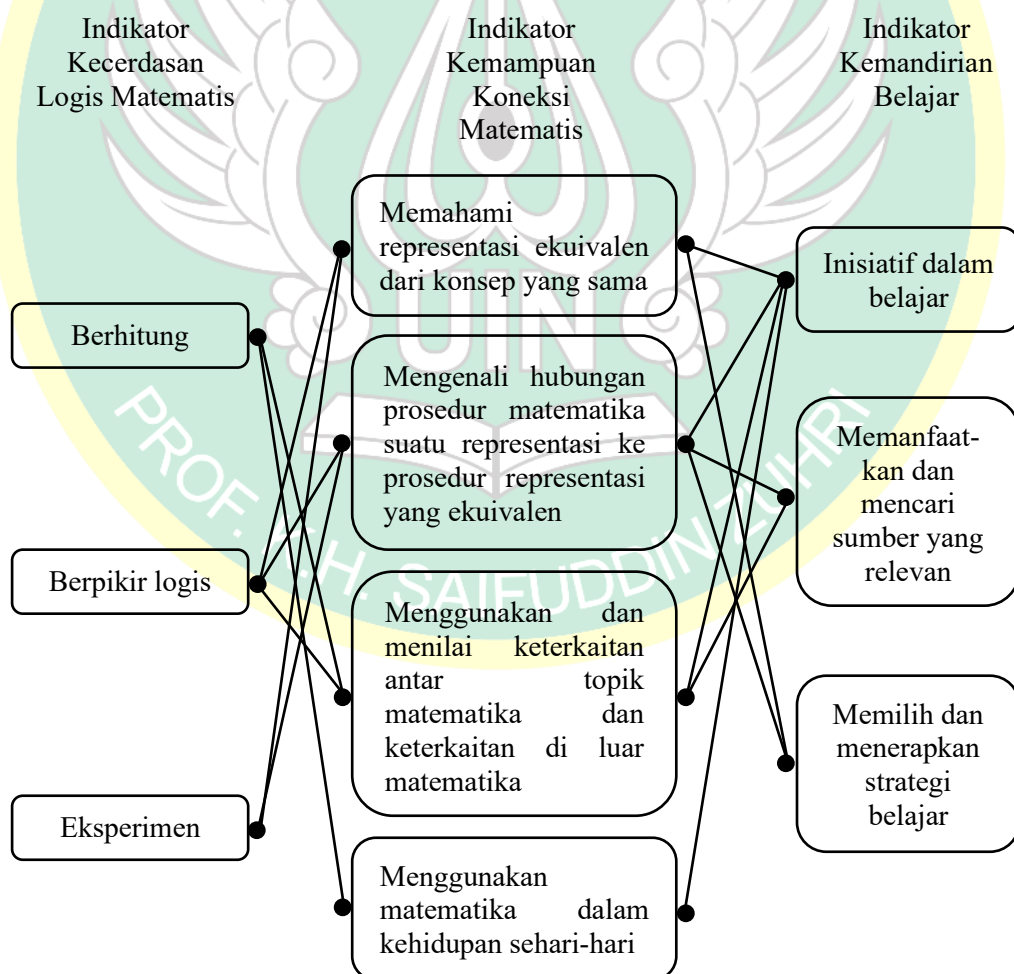 Indikator
Kecerdasan
Logis Matematis
Indikator
Kemampuan
Koneksi
Matematis
Indikator
Kemandirian
Belajar
Berhitung
Berpikir logis
Eksperimen
Memahami
representasi ekuivalen
dari konsep yang sama
Mengenali hubungan
prosedur matematika
suatu representasi ke
prosedur representasi
yang ekuivalen
Menggunakan dan
menilai keterkaitan
antar topik
matematika dan
keterkaitan di luar
matematika
Menggunakan
matematika dalam
kehidupan sehari-hari
Inisiatif dalam
belajar
Memanfaat-
kan dan
mencari
sumber yang
relevan
Memilih dan
menerapkan
strategi
belajar
UIN
PROF. K.H. SAIFUDDIN ZUHRI